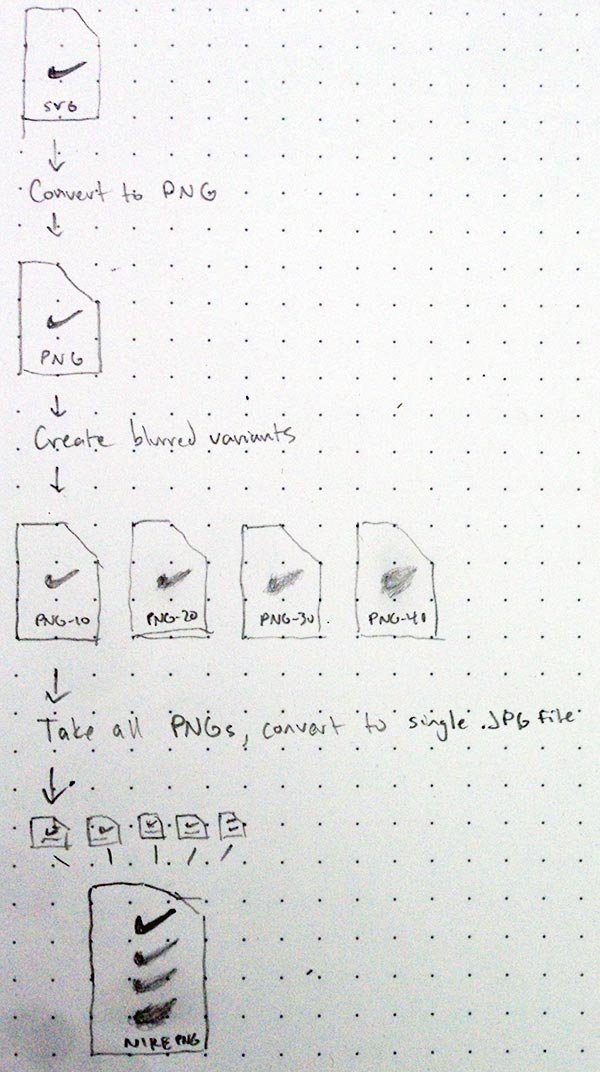 SVG
Convert to PNG
PNG
Create blurred variants
PNG-10 PNG-20 PNG-30 PNG-40
Take all PNGs, convert to single .JPG file
NIKE PNG